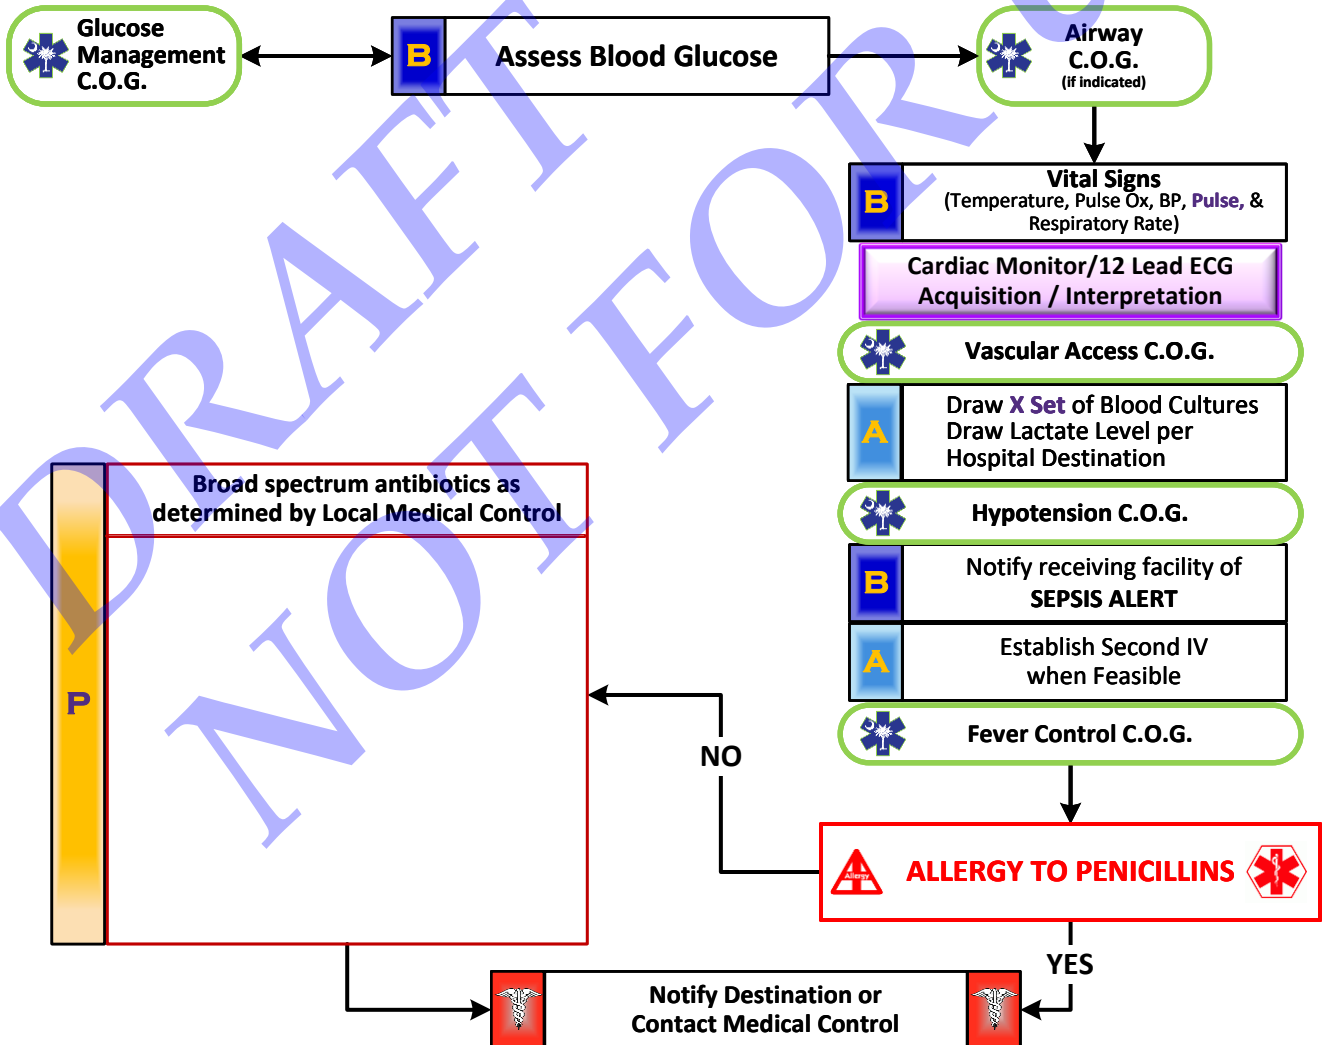 Glucose
Management
C.O.G.
B
Assess Blood Glucose
Airway
C.O.G.
(if indicated)
B
Vital Signs
(Temperature, Pulse Ox, BP, Pulse, &
Respiratory Rate)
Cardiac Monitor/12 Lead ECG
Acquisition / Interpretation
Vascular Access C.O.G.
A
Draw X Set of Blood Cultures
Draw Lactate Level per
Hospital Destination
Hypotension C.O.G.
B
Notify receiving facility of
SEPSIS ALERT
A
Establish Second IV
when Feasible
Fever Control C.O.G.
Allergy
ALLERGY TO PENICILLINS
NO
YES
P
Broad spectrum antibiotics as
determined by Local Medical Control
Notify Destination or
Contact Medical Control
DRAFT
NOT FOR